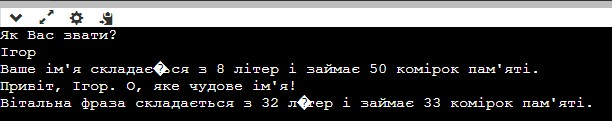 Як Вас звати?
Ігор
Ваше ім'я складає�ься з 8 літер і займає 50 комірок пам'яті.
Привіт, Ігор. О, яке чудове ім'я!
Вітальна фраза складається з 32 л�тер і займає 33 комірок пам'яті.